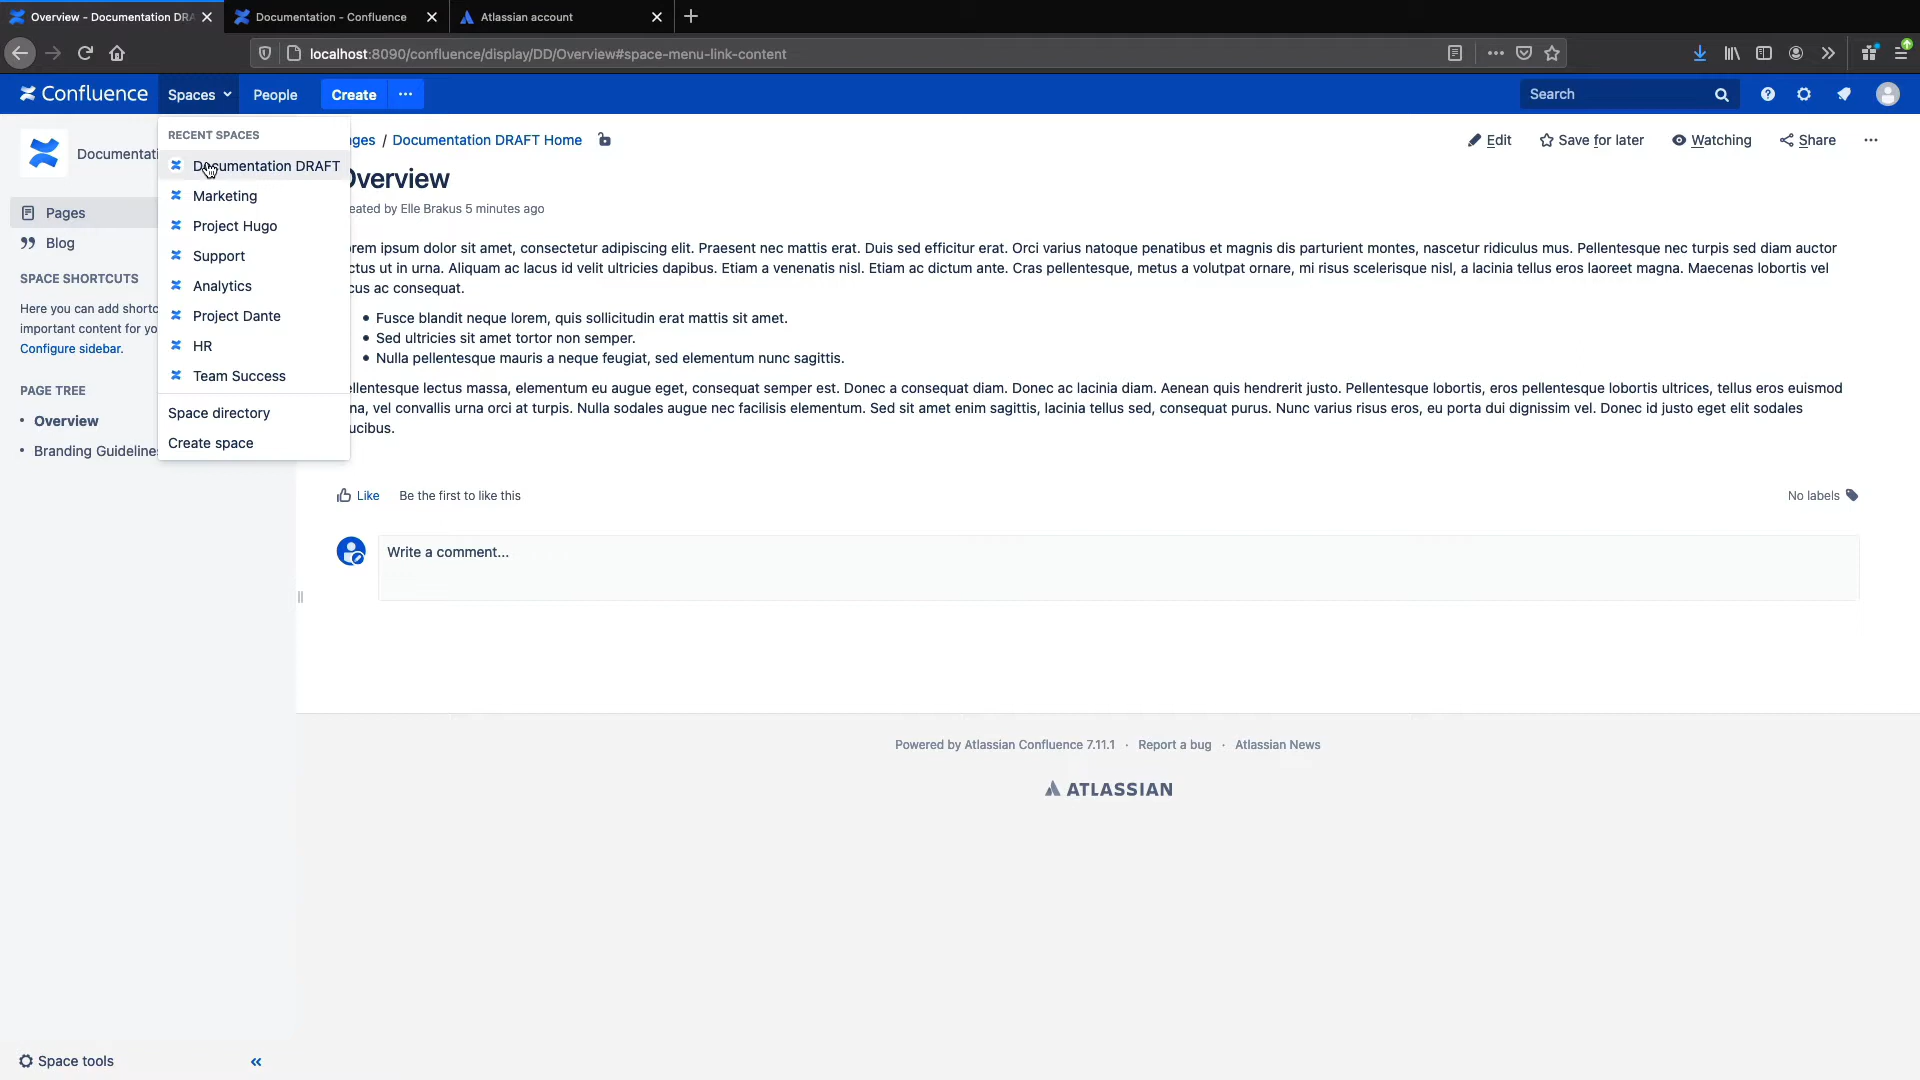 Overview - Documentation DRA
Documentation - Confluence
Atlassian account
localhost:8090/confluence/display/DD/Overview#space-menu-link-content
Confluence
Spaces
People
Create
Search
Documentati
RECENT SPACES
Documentation DRAFT
Marketing
Project Hugo
Support
Analytics
Project Dante
HR
Team Success
Space directory
Create space
ges / Documentation DRAFT Home
Edit
Save for later
Watching
Share
Pages
Blog
SPACE SHORTCUTS
Here you can add shortc
important content for yo
Configure sidebar.
PAGE TREE
• Overview
• Branding Guidelines
Overview
eated by Elle Brakus 5 minutes ago
rem ipsum dolor sit amet, consectetur adipiscing elit. Praesent nec mattis erat. Duis sed efficitur erat. Orci varius natoque penatibus et magnis dis parturient montes, nascetur ridiculus mus. Pellentesque nec turpis sed diam auctor
ctus ut in urna. Aliquam ac lacus id velit ultricies dapibus. Etiam a venenatis nisl. Etiam ac dictum ante. Cras pellentesque, metus a volutpat ornare, mi risus scelerisque nisl, a lacinia tellus eros laoreet magna. Maecenas lobortis vel
cus ac consequat.
• Fusce blandit neque lorem, quis sollicitudin erat mattis sit amet.
• Sed ultricies sit amet tortor non semper.
• Nulla pellentesque mauris a neque feugiat, sed elementum nunc sagittis.
llentesque lectus massa, elementum eu augue eget, consequat semper est. Donec a consequat diam. Donec ac lacinia diam. Aenean quis hendrerit justo. Pellentesque lobortis, eros pellentesque lobortis ultrices, tellus eros euismod
na, vel convallis urna orci at turpis. Nulla sodales augue nec facilisis elementum. Sed sit amet enim sagittis, lacinia tellus sed, consequat purus. Nunc varius risus eros, eu porta dui dignissim vel. Donec id justo eget elit sodales
ucibus.
Like
Be the first to like this
No labels
Write a comment...
Powered by Atlassian Confluence 7.11.1 · Report a bug · Atlassian News
ATLASSIAN
Space tools